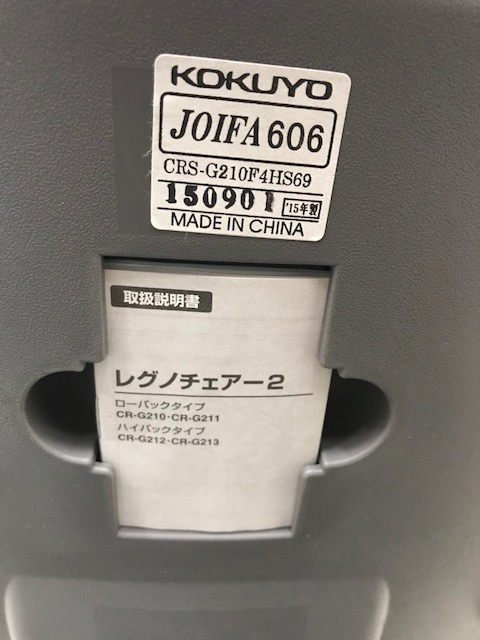 KOKUYO
JOIFA 606
CRS-G210F4HS69
150901 '15年製
MADE IN CHINA
取扱説明書
レグノチェアー2
ローバックタイプ
CR-G210・CR-G211
ハイバックタイプ
CR-G212・CR-G213